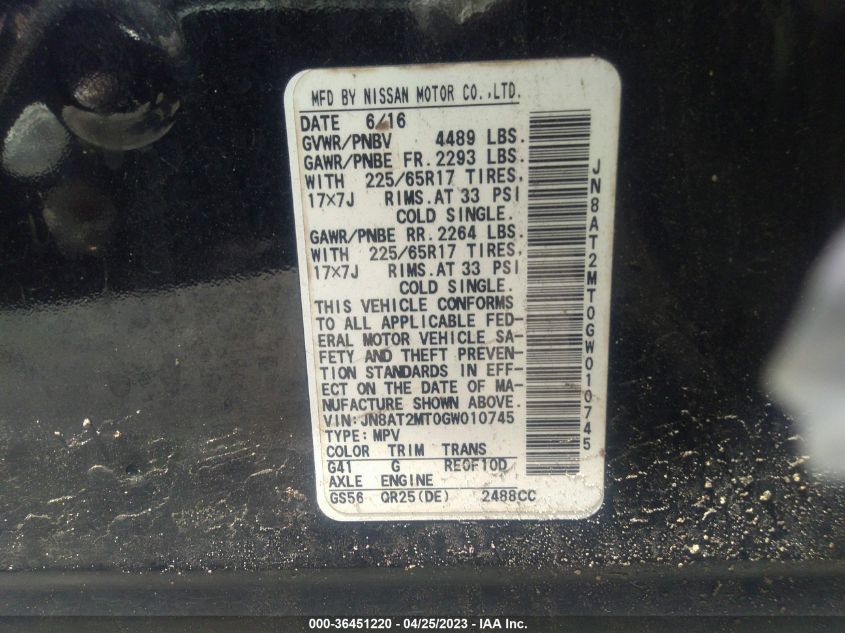 MFD BY NISSAN MOTOR CO.,LTD.
DATE 6/16
GVWR/PNBV 4489 LBS.
GAWR/PNBE FR. 2293 LBS.
WITH 225/65R17 TIRES,
17×7J RIMS. AT 33 PSI
COLD SINGLE.
GAWR/PNBE RR. 2264 LBS.
WITH 225/65R17 TIRES,
17×7J RIMS. AT 33 PSI
COLD SINGLE.
THIS VEHICLE CONFORMS
TO ALL APPLICABLE FED-
ERAL MOTOR VEHICLE SA-
FETY AND THEFT PREVEN-
TION STANDARDS IN EFF-
ECT ON THE DATE OF MA-
NUFACTURE SHOWN ABOVE.
VIN:JN8AT2MT0GW010745
TYPE:MPV
COLOR TRIM TRANS
G41 G RE0F10D
AXLE ENGINE
GS56 QR25(DE) 2488CC
JN8AT2MT0GW010745
000-36451220 - 04/25/2023 - IAA Inc.